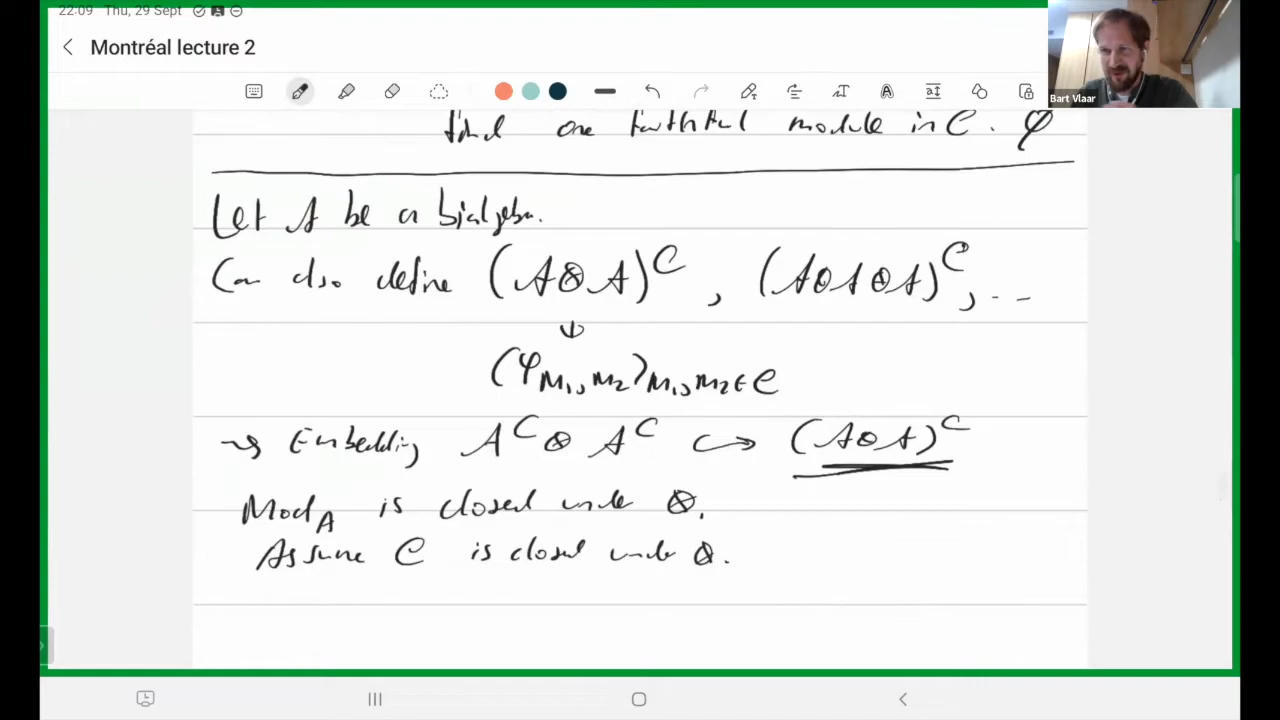 22:09 Thu, 29 Sept
Montréal lecture 2
Bart Vlaar
find one faithful module in C. φ
Let A be a bialgebra.
Can also define (A⊗A)^C, (A⊗A⊗A)^C, ...
↓
(φ_{M₁,M₂})_{M₁,M₂∈C}
⇝ Embedding A^C ⊗ A^C ↪ (A⊗A)^C
Mod_A is closed under ⊗.
Assume C is closed under ⊗.